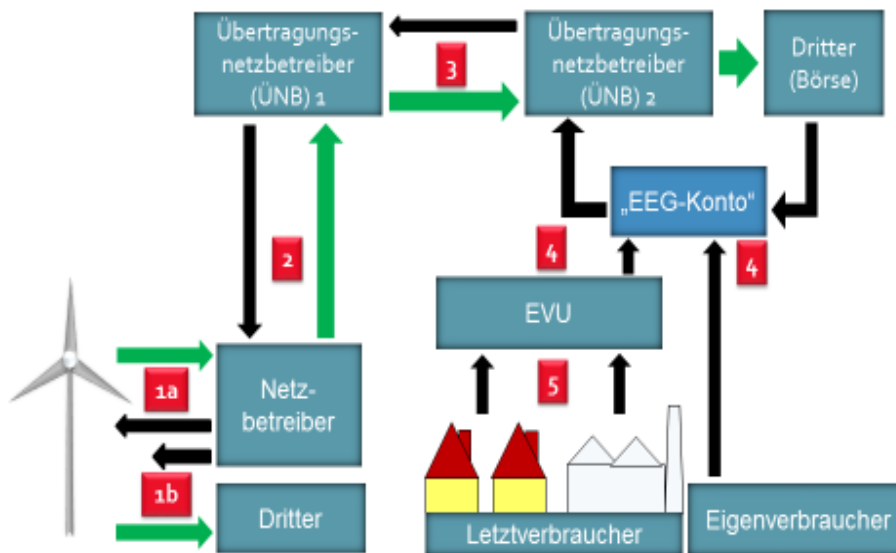 Übertragungs-
netzbetreiber
(ÜNB) 1
3
Übertragungs-
netzbetreiber
(ÜNB) 2
Dritter
(Börse)
„EEG-Konto“
2
4
4
EVU
1a
Netz-
betreiber
5
1b
Dritter
Letztverbraucher
Eigenverbraucher